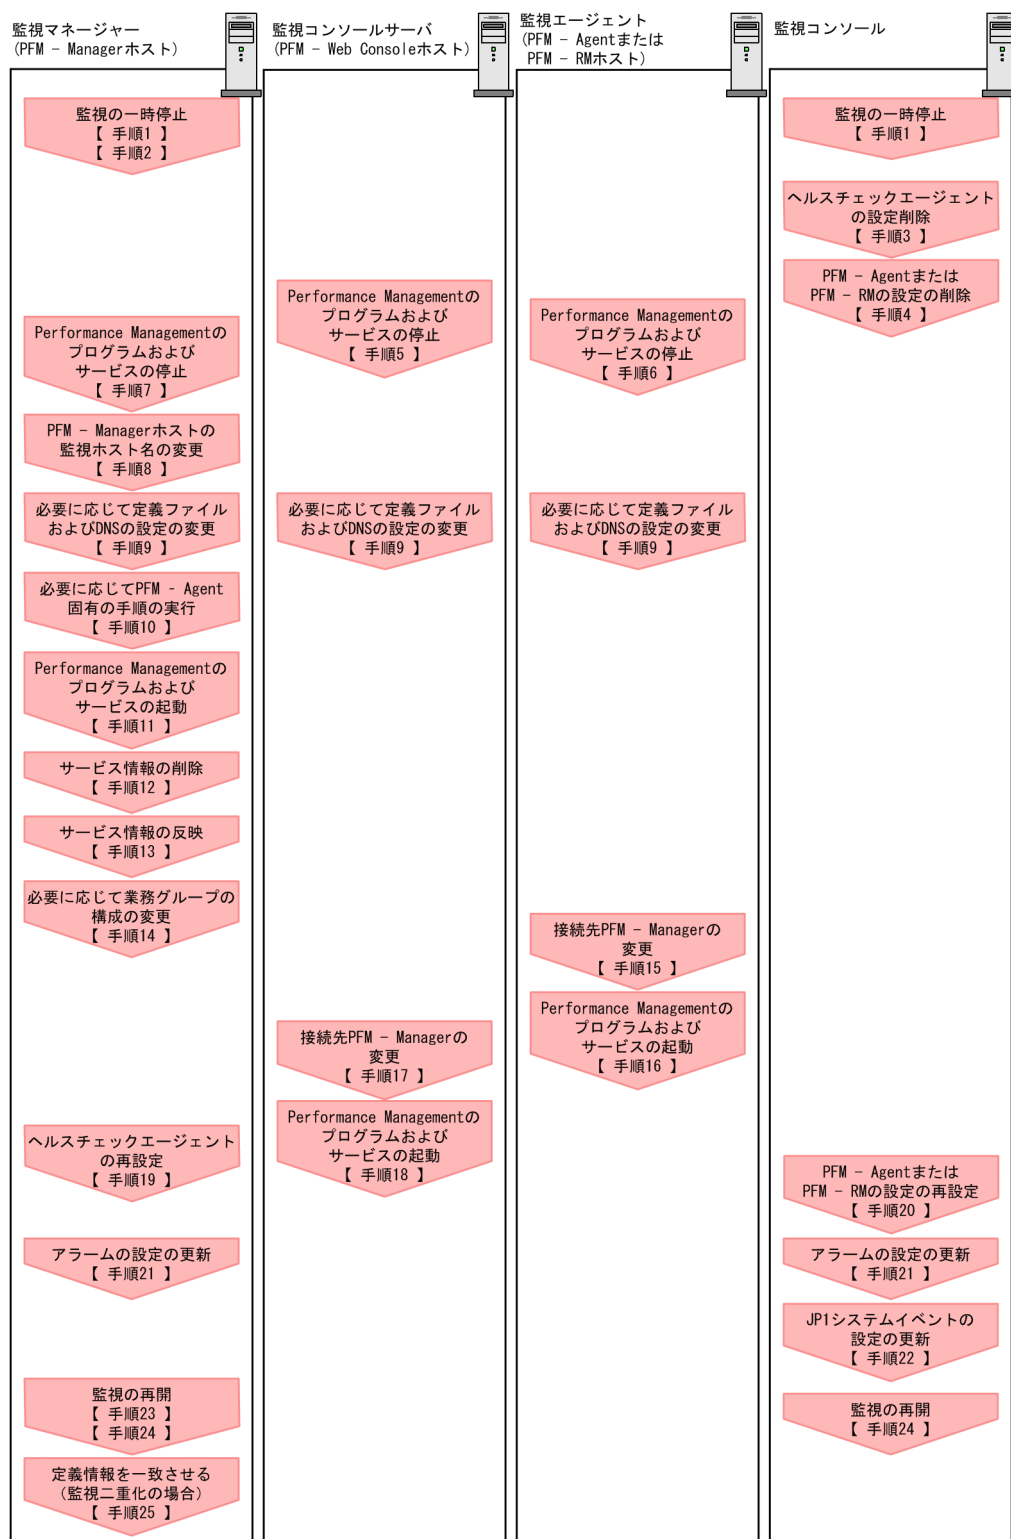 監視マネージャー
(PFM - Managerホスト)
監視コンソールサーバ
(PFM - Web Consoleホスト)
監視エージェント
(PFM - Agentまたは
PFM - RMホスト)
監視コンソール
監視の一時停止
【 手順1 】
【 手順2 】
監視の一時停止
【 手順1 】
ヘルスチェックエージェント
の設定削除
【 手順3 】
PFM - Agentまたは
PFM - RMの設定の削除
【 手順4 】
Performance Managementの
プログラムおよび
サービスの停止
【 手順5 】
Performance Managementの
プログラムおよび
サービスの停止
【 手順6 】
Performance Managementの
プログラムおよび
サービスの停止
【 手順7 】
PFM - Managerホストの
監視ホスト名の変更
【 手順8 】
必要に応じて定義ファイル
およびDNSの設定の変更
【 手順9 】
必要に応じて定義ファイル
およびDNSの設定の変更
【 手順9 】
必要に応じて定義ファイル
およびDNSの設定の変更
【 手順9 】
必要に応じてPFM - Agent
固有の手順の実行
【 手順10 】
Performance Managementの
プログラムおよび
サービスの起動
【 手順11 】
サービス情報の削除
【 手順12 】
サービス情報の反映
【 手順13 】
必要に応じて業務グループの
構成の変更
【 手順14 】
接続先PFM - Managerの
変更
【 手順15 】
Performance Managementの
プログラムおよび
サービスの起動
【 手順16 】
接続先PFM - Managerの
変更
【 手順17 】
Performance Managementの
プログラムおよび
サービスの起動
【 手順18 】
ヘルスチェックエージェント
の再設定
【 手順19 】
PFM - Agentまたは
PFM - RMの設定の再設定
【 手順20 】
アラームの設定の更新
【 手順21 】
アラームの設定の更新
【 手順21 】
JP1システムイベントの
設定の更新
【 手順22 】
監視の再開
【 手順23 】
【 手順24 】
監視の再開
【 手順24 】
定義情報を一致させる
(監視二重化の場合)
【 手順25 】